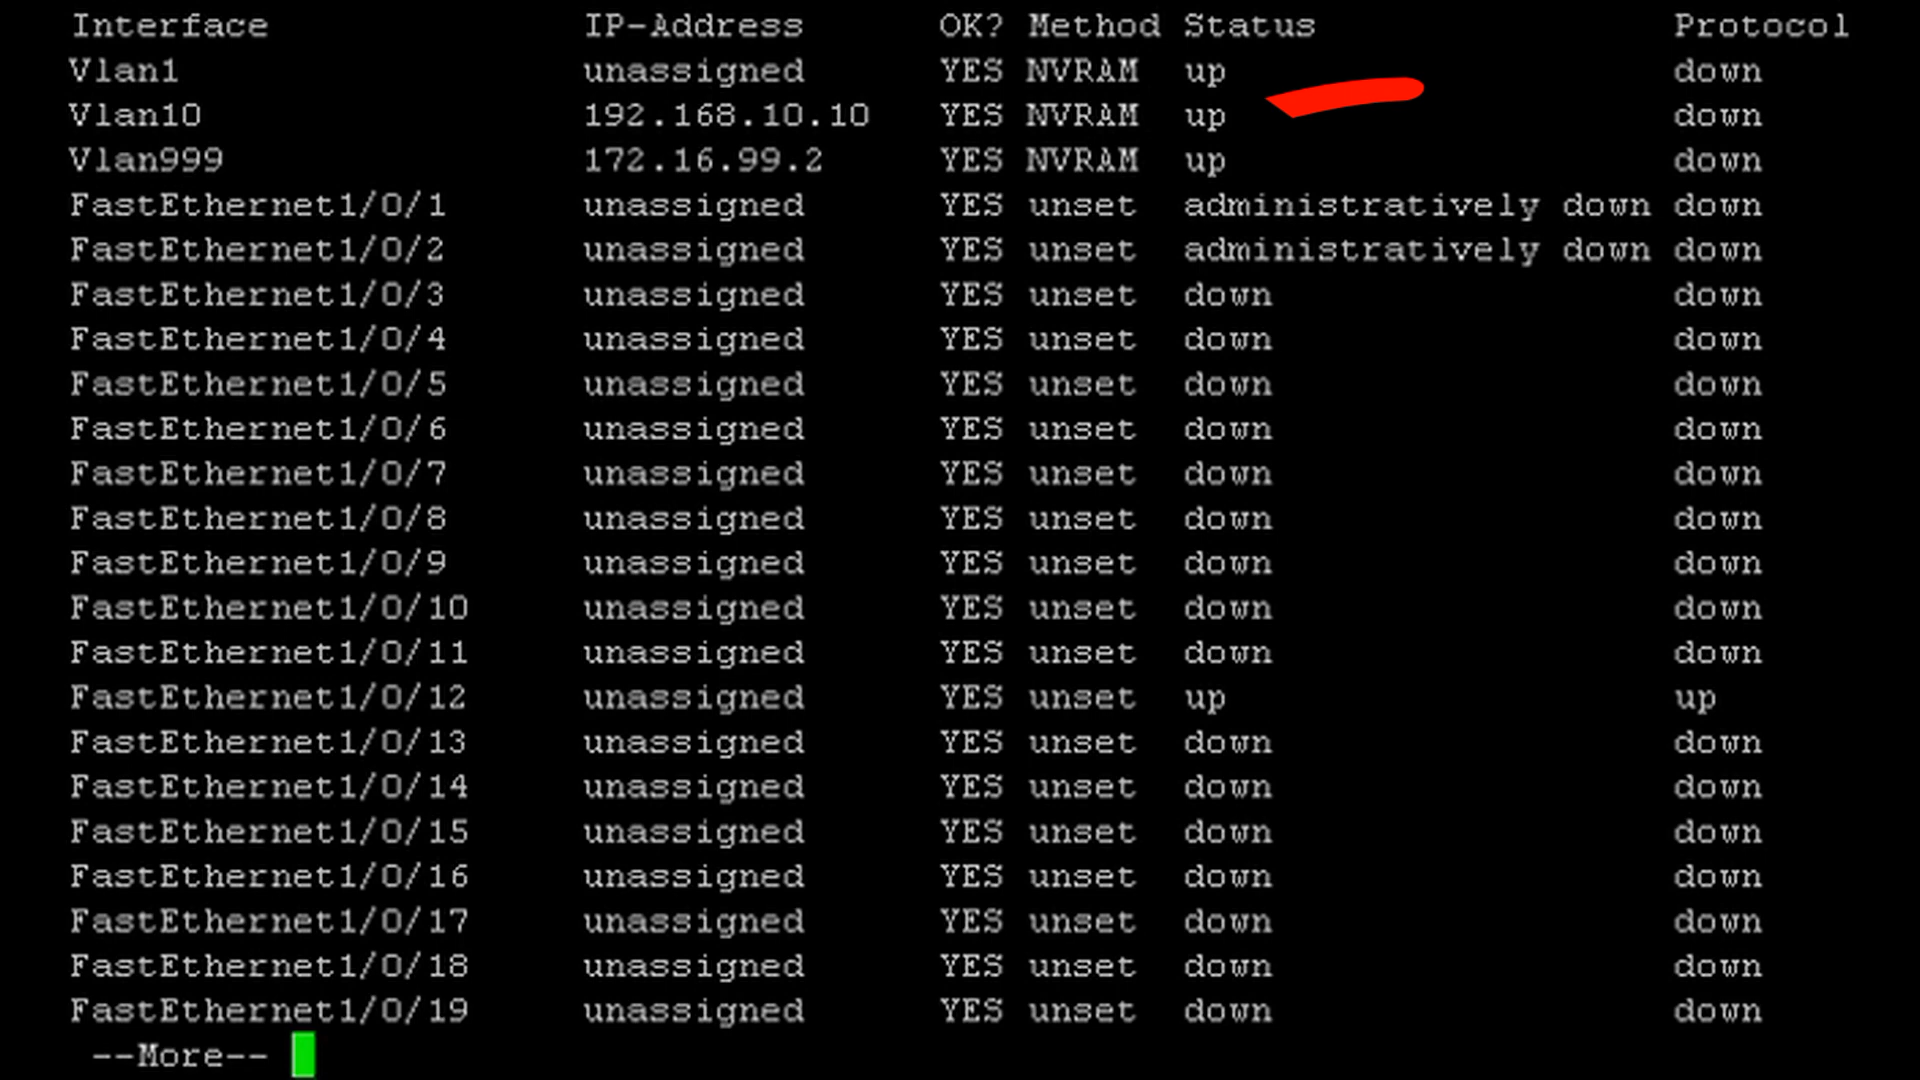 Interface IP-Address OK? Method Status Protocol
Vlan1 unassigned YES NVRAM up down
Vlan10 192.168.10.10 YES NVRAM up down
Vlan999 172.16.99.2 YES NVRAM up down
FastEthernet1/0/1 unassigned YES unset administratively down down
FastEthernet1/0/2 unassigned YES unset administratively down down
FastEthernet1/0/3 unassigned YES unset down down
FastEthernet1/0/4 unassigned YES unset down down
FastEthernet1/0/5 unassigned YES unset down down
FastEthernet1/0/6 unassigned YES unset down down
FastEthernet1/0/7 unassigned YES unset down down
FastEthernet1/0/8 unassigned YES unset down down
FastEthernet1/0/9 unassigned YES unset down down
FastEthernet1/0/10 unassigned YES unset down down
FastEthernet1/0/11 unassigned YES unset down down
FastEthernet1/0/12 unassigned YES unset up up
FastEthernet1/0/13 unassigned YES unset down down
FastEthernet1/0/14 unassigned YES unset down down
FastEthernet1/0/15 unassigned YES unset down down
FastEthernet1/0/16 unassigned YES unset down down
FastEthernet1/0/17 unassigned YES unset down down
FastEthernet1/0/18 unassigned YES unset down down
FastEthernet1/0/19 unassigned YES unset down down
--More--